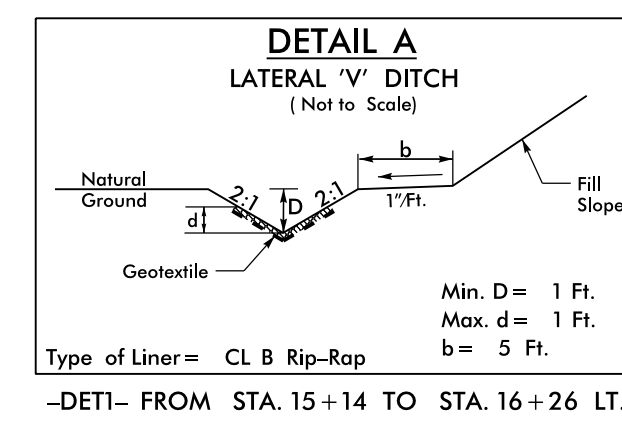 DETAIL A
LATERAL 'V' DITCH
( Not to Scale)
Natural
Ground
2:1
D
2:1
b
1"/Ft.
d
Fill
Slope
Geotextile
Min. D = 1 Ft.
Max. d = 1 Ft.
b = 5 Ft.
Type of Liner = CL B Rip-Rap
-DET1- FROM STA. 15+14 TO STA. 16+26 LT.